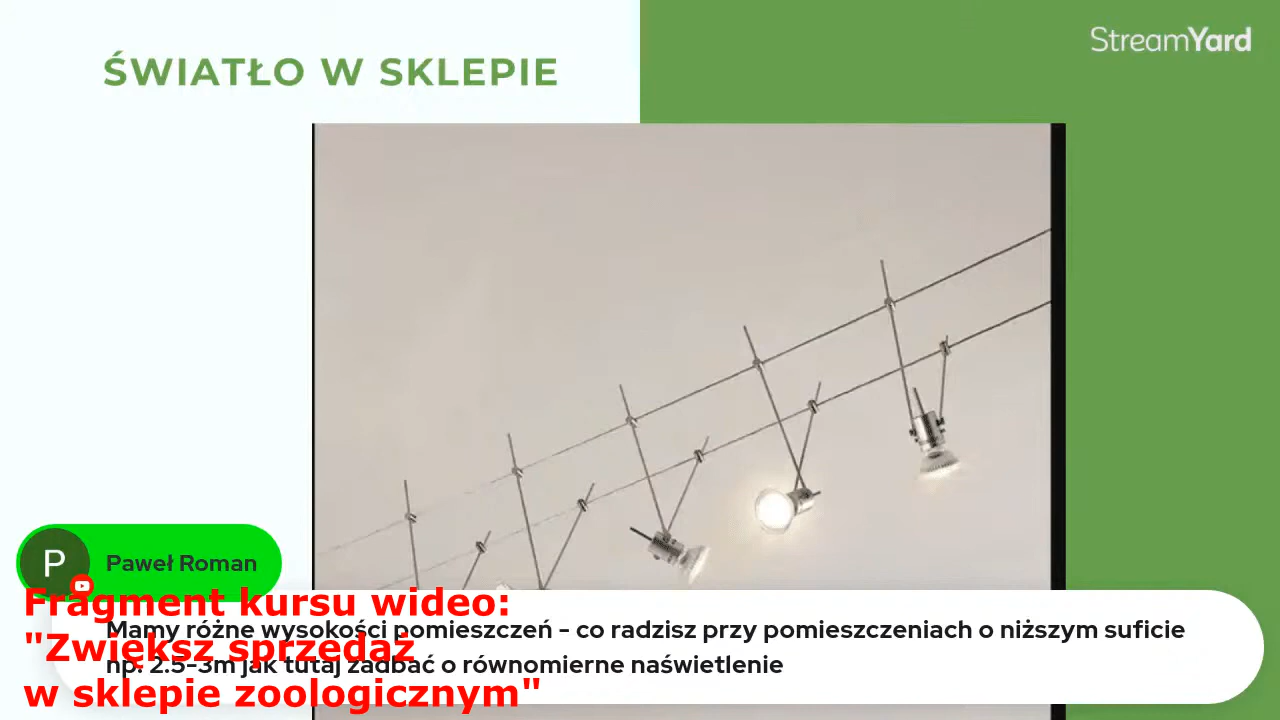 ŚWIATŁO W SKLEPIE
StreamYard
P
Paweł Roman
Mamy różne wysokości pomieszczeń - co radzisz przy pomieszczeniach o niższym suficie
np. 2.5-3m jak tutaj zadbać o równomierne naświetlenie
Fragment kursu wideo:
"Zwiększ sprzedaż
w sklepie zoologicznym"